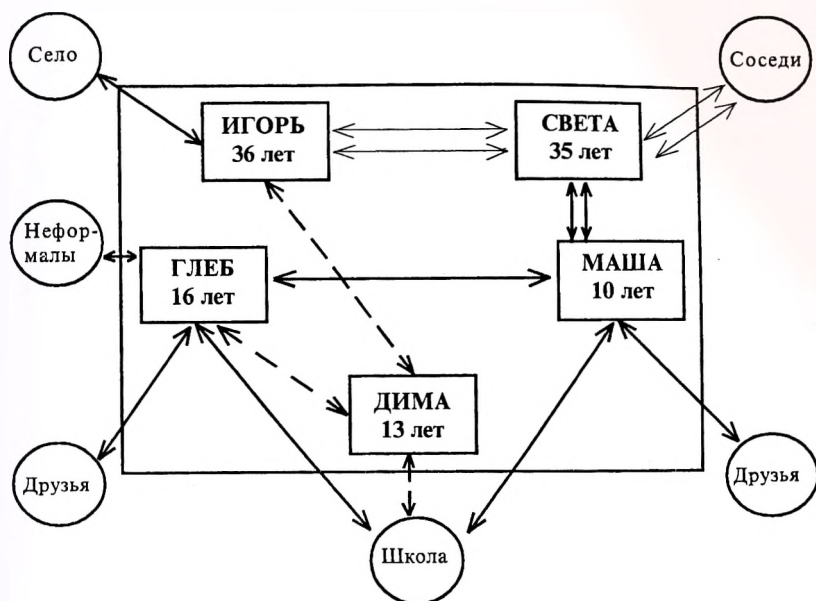 Село
Соседи
ИГОРЬ
36 лет
СВЕТА
35 лет
Нефор-
малы
ГЛЕБ
16 лет
МАША
10 лет
ДИМА
13 лет
Друзья
Друзья
Школа